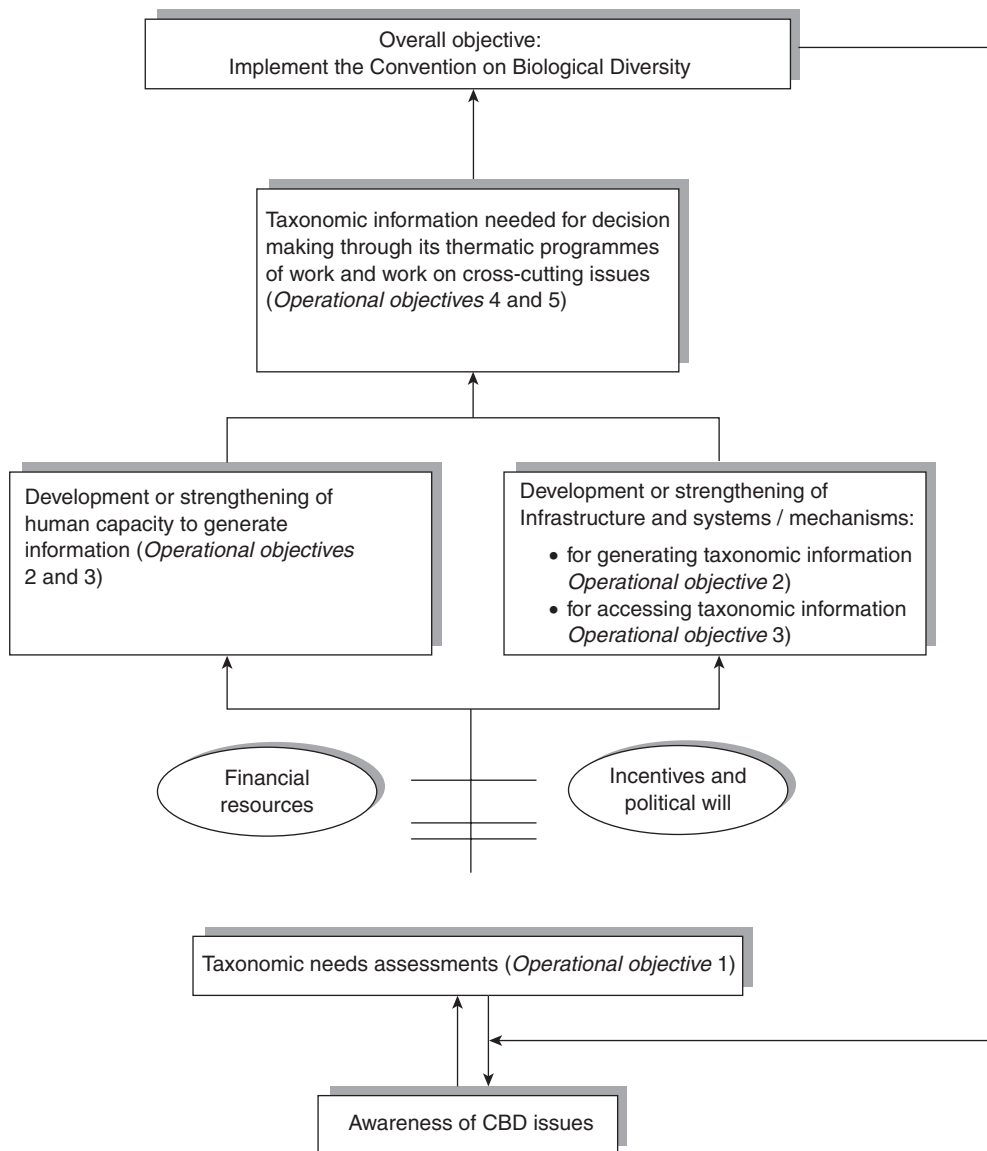 Overall objective:
Implement the Convention on Biological Diversity
Taxonomic information needed for decision
making through its thermatic programmes
of work and work on cross-cutting issues
(Operational objectives 4 and 5)
Development or strengthening of
human capacity to generate
information (Operational objectives
2 and 3)
Development or strengthening of
Infrastructure and systems / mechanisms:
• for generating taxonomic information
Operational objective 2)
• for accessing taxonomic information
Operational objective 3)
Financial
resources
Incentives and
political will
Taxonomic needs assessments (Operational objective 1)
Awareness of CBD issues